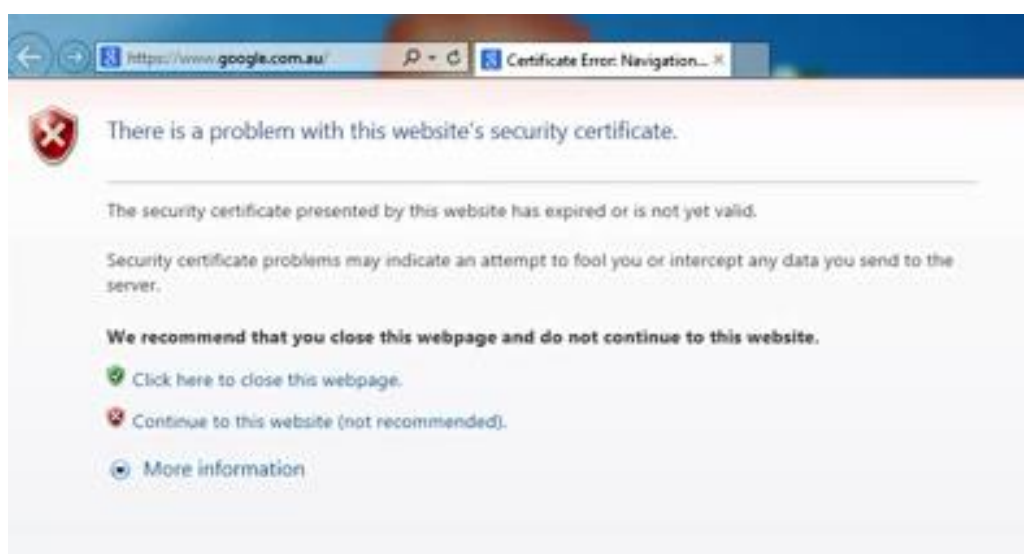 https://www.google.com.au/
Certificate Error: Navigation...
There is a problem with this website's security certificate.
The security certificate presented by this website has expired or is not yet valid.
Security certificate problems may indicate an attempt to fool you or intercept any data you send to the
server.
We recommend that you close this webpage and do not continue to this website.
Click here to close this webpage.
Continue to this website (not recommended).
More information